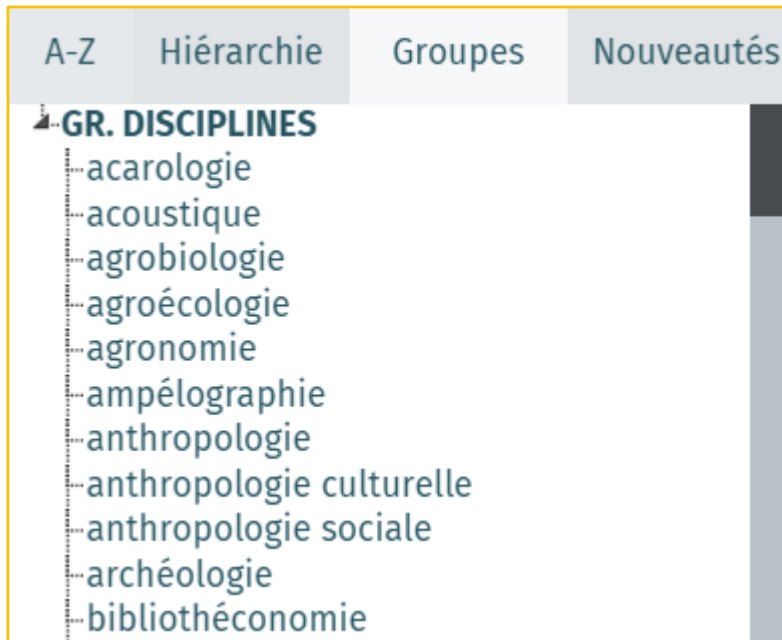 A-Z Hiérarchie Groupes Nouveautés
GR. DISCIPLINES
acarologie
acoustique
agrobiologie
agroécologie
agronomie
ampélographie
anthropologie
anthropologie culturelle
anthropologie sociale
archéologie
bibliothéconomie